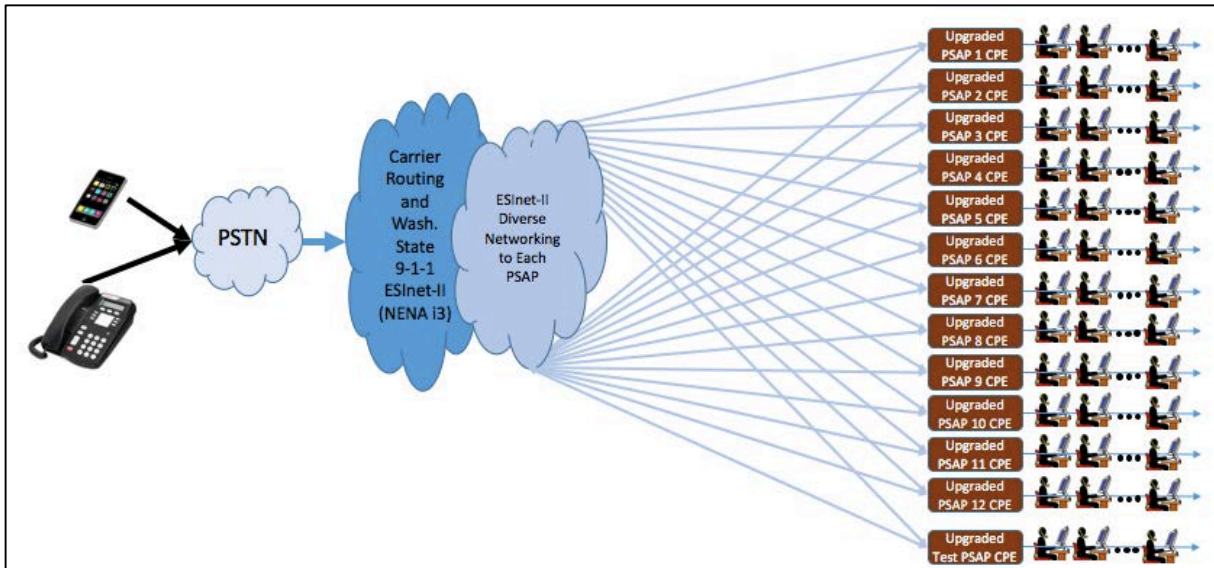 PSTN
Carrier
Routing
and
Wash.
State
9-1-1
ESInet-II
(NENA i3)
ESInet-II
Diverse
Networking
to Each
PSAP
Upgraded
PSAP 1 CPE
Upgraded
PSAP 2 CPE
Upgraded
PSAP 3 CPE
Upgraded
PSAP 4 CPE
Upgraded
PSAP 5 CPE
Upgraded
PSAP 6 CPE
Upgraded
PSAP 7 CPE
Upgraded
PSAP 8 CPE
Upgraded
PSAP 9 CPE
Upgraded
PSAP 10 CPE
Upgraded
PSAP 11 CPE
Upgraded
PSAP 12 CPE
Upgraded
Test PSAP CPE